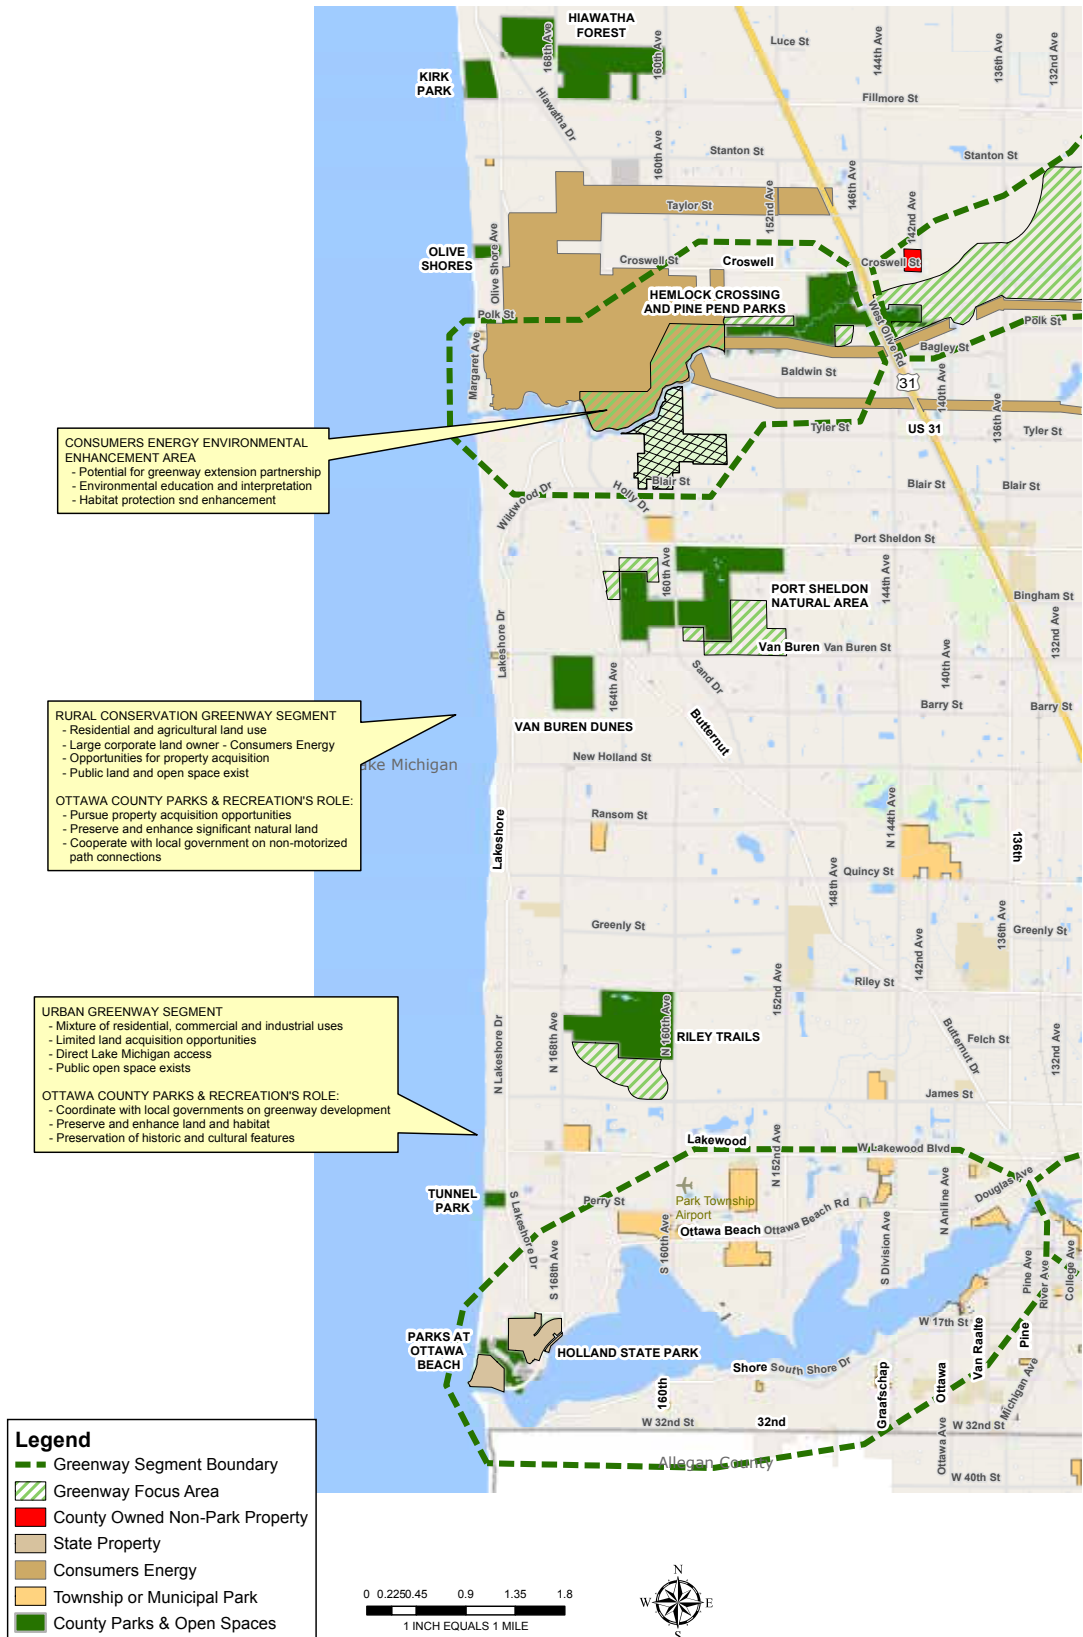 HIAWATHA
FOREST
168th Ave
160th Ave
Luce St
144th Ave
136th Ave
132nd Ave
KIRK
PARK
Hiawatha Dr
Fillmore St
Stanton St
160th Ave
Stanton St
152nd Ave
146th Ave
142nd Ave
Taylor St
OLIVE
SHORES
Olive Shore Ave
Croswell St
Croswell
Croswell St
HEMLOCK CROSSING
AND PINE PEND PARKS
Polk St
West Olive Rd
Polk St
Margaret Ave
Bagley St
Baldwin St
31
140th Ave
136th Ave
CONSUMERS ENERGY ENVIRONMENTAL
ENHANCEMENT AREA
- Potential for greenway extension partnership
- Environmental education and interpretation
- Habitat protection snd enhancement
Tyler St
US 31
Tyler St
Wildwood Dr
Holly Dr
Blair St
Blair St
Blair St
Port Sheldon St
160th Ave
144th Ave
PORT SHELDON
NATURAL AREA
Bingham St
132nd Ave
Lakeshore Dr
Van Buren
Van Buren St
140th Ave
164th Ave
Sand Dr
Barry St
Barry St
RURAL CONSERVATION GREENWAY SEGMENT
- Residential and agricultural land use
- Large corporate land owner - Consumers Energy
- Opportunities for property acquisition
- Public land and open space exist
OTTAWA COUNTY PARKS & RECREATION'S ROLE:
- Pursue property acquisition opportunities
- Preserve and enhance significant natural land
- Cooperate with local government on non-motorized
path connections
VAN BUREN DUNES
Butternut
New Holland St
ake Michigan
Lakeshore
Ransom St
N 144th Ave
136th
148th Ave
Quincy St
Greenly St
142nd Ave
136th Ave
Greenly St
152nd Ave
Riley St
URBAN GREENWAY SEGMENT
- Mixture of residential, commercial and industrial uses
- Limited land acquisition opportunities
- Direct Lake Michigan access
- Public open space exists
OTTAWA COUNTY PARKS & RECREATION'S ROLE:
- Coordinate with local governments on greenway development
- Preserve and enhance land and habitat
- Preservation of historic and cultural features
N Lakeshore Dr
N 168th Ave
N 160th Ave
RILEY TRAILS
Butternut Dr
Felch St
132nd Ave
James St
Lakewood
N 152nd Ave
W Lakewood Blvd
TUNNEL
PARK
S Lakeshore Dr
Perry St
Park Township
Airport
N Aniline Ave
Douglas Ave
Ottawa Beach
Ottawa Beach Rd
S 168th Ave
S 160th Ave
S Division Ave
Pine Ave
River Ave
College Ave
PARKS AT
OTTAWA
BEACH
HOLLAND STATE PARK
W 17th St
Van Raalte
Pine
Shore
South Shore Dr
160th
Graafschap
Ottawa
Michigan Ave
W 32nd St
32nd
W 32nd St
Allegan County
Ottawa Ave
W 40th St
Legend
Greenway Segment Boundary
Greenway Focus Area
County Owned Non-Park Property
State Property
Consumers Energy
Township or Municipal Park
County Parks & Open Spaces
0 0.225 0.45 0.9 1.35 1.8
1 INCH EQUALS 1 MILE
N
W E
S